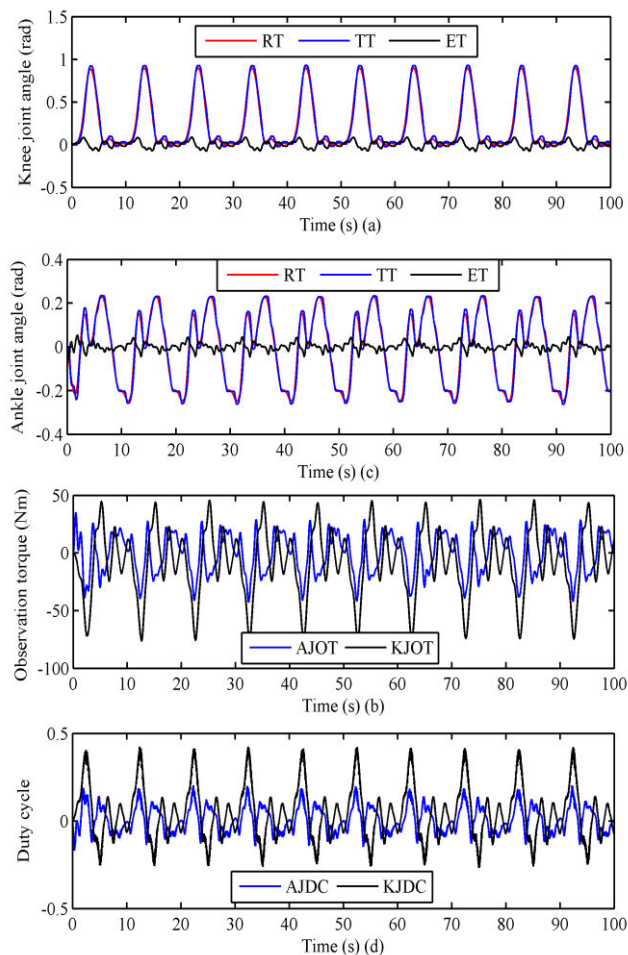 Knee joint angle (rad)
1.5
1
0.5
0
-0.5
RT TT ET
0 10 20 30 40 50 60 70 80 90 100
Time (s) (a)
Ankle joint angle (rad)
0.4
0.2
0
-0.2
-0.4
RT TT ET
0 10 20 30 40 50 60 70 80 90 100
Time (s) (c)
Observation torque (Nm)
50
0
-50
-100
AJOT KJOT
0 10 20 30 40 50 60 70 80 90 100
Time (s) (b)
Duty cycle
0.5
0
-0.5
AJDC KJDC
0 10 20 30 40 50 60 70 80 90 100
Time (s) (d)